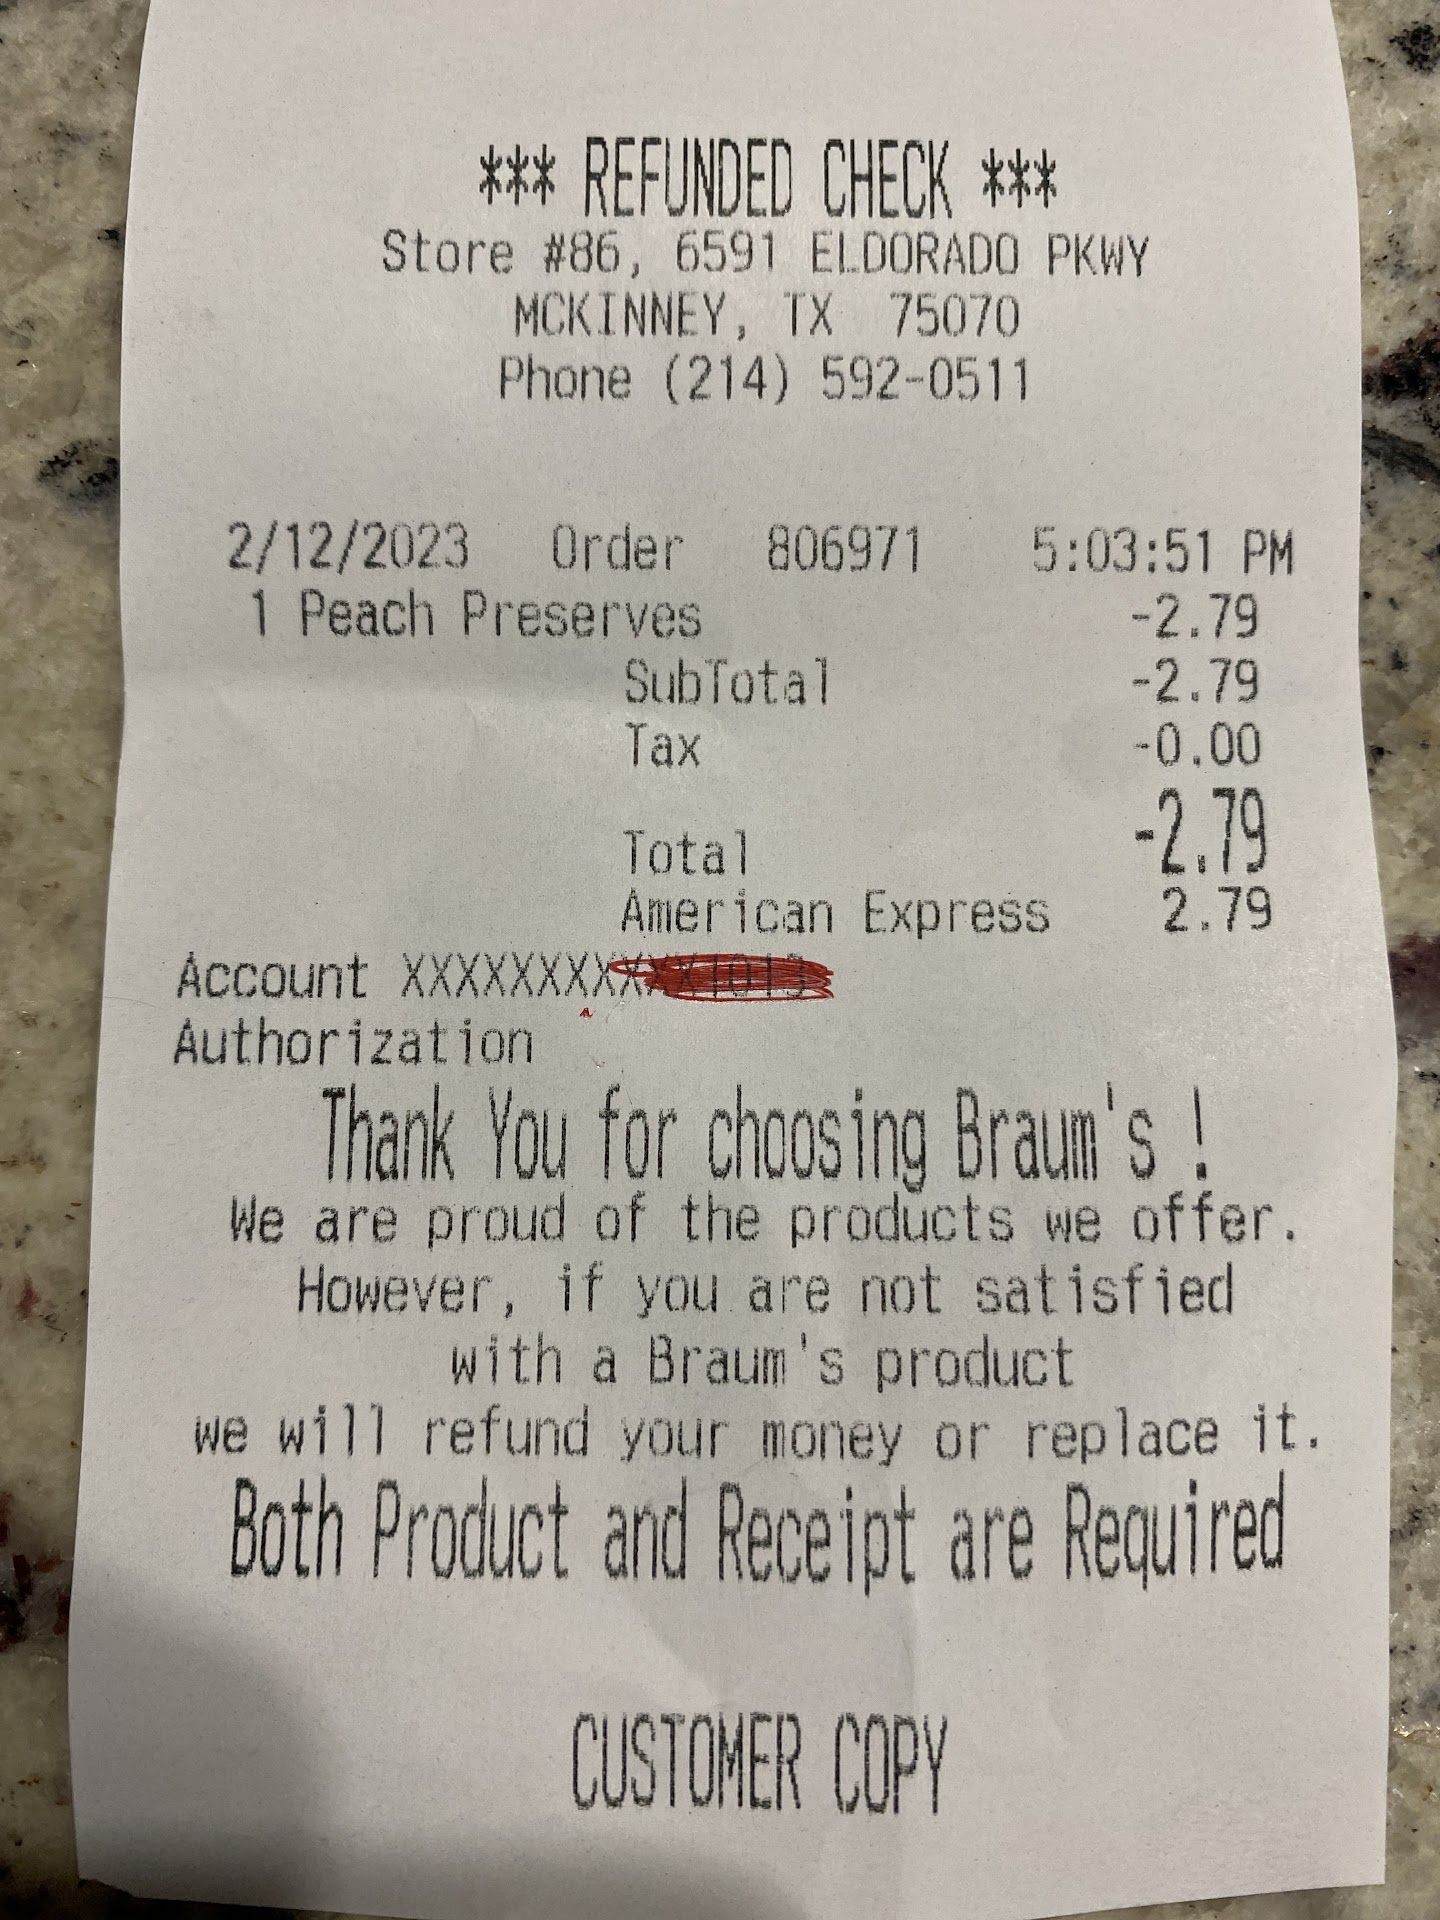 *** REFUNDED CHECK ***
Store #86, 6591 ELDORADO PKWY
MCKINNEY, TX 75070
Phone (214) 592-0511
2/12/2023 Order 806971 5:03:51 PM
1 Peach Preserves -2.79
SubTotal -2.79
Tax -0.00
Total -2.79
American Express 2.79
Account
Authorization
Thank You for choosing Braum's !
We are proud of the products we offer.
However, if you are not satisfied
with a Braum's product
we will refund your money or replace it.
Both Product and Receipt are Required
CUSTOMER COPY